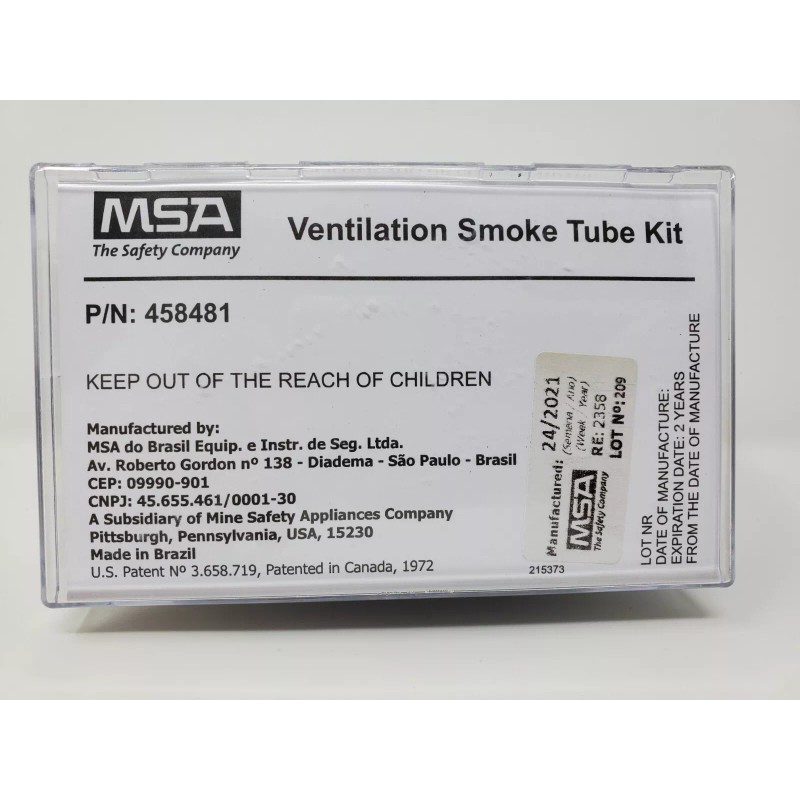 MSA
The Safety Company
Ventilation Smoke Tube Kit
P/N: 458481
KEEP OUT OF THE REACH OF CHILDREN
Manufactured by:
MSA do Brasil Equip. e Instr. de Seg. Ltda.
Av. Roberto Gordon nº 138 - Diadema - São Paulo - Brasil
CEP: 09990-901
CNPJ: 45.655.461/0001-30
A Subsidiary of Mine Safety Appliances Company
Pittsburgh, Pennsylvania, USA, 15230
Made in Brazil
U.S. Patent Nº 3.658.719, Patented in Canada, 1972
215373
Manufactured: 24/2021
(Semana / Ano)
(Week / Year)
MSA
The Safety Company
RE: 2358
LOT Nº: 209
LOT NR
DATE OF MANUFACTURE:
EXPIRATION DATE: 2 YEARS
FROM THE DATE OF MANUFACTURE